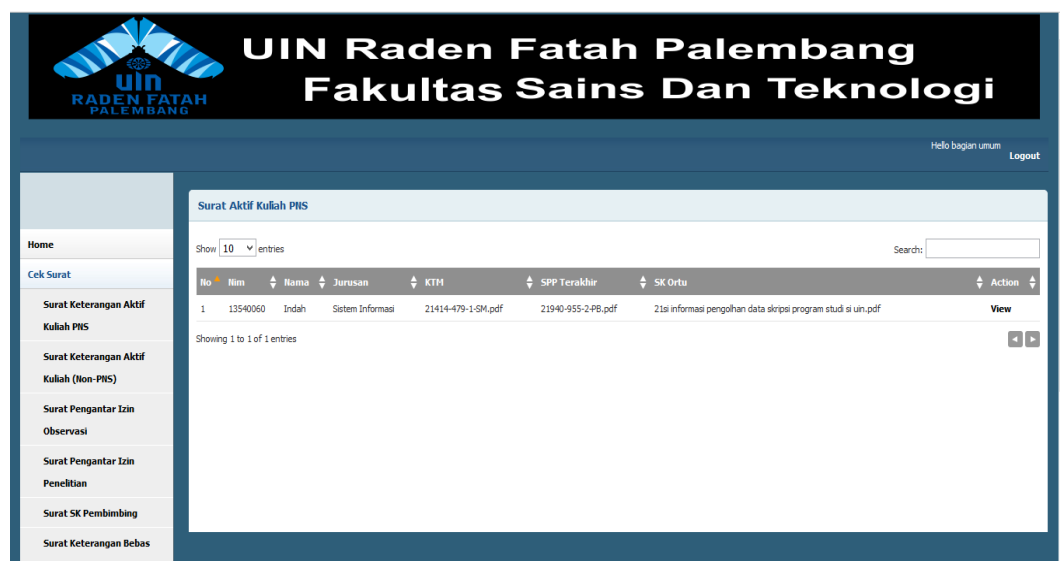 UIN Raden Fatah Palembang
Fakultas Sains Dan Teknologi
uin
RADEN FATAH
PALEMBANG
Hello bagian umum
Logout
Home
Cek Surat
Surat Keterangan Aktif
Kuliah PNS
Surat Keterangan Aktif
Kuliah (Non-PNS)
Surat Pengantar Izin
Observasi
Surat Pengantar Izin
Penelitian
Surat SK Pembimbing
Surat Keterangan Bebas
Surat Aktif Kuliah PNS
Show 10 entries
Search:
No Nim Nama Jurusan KTM SPP Terakhir SK Ortu Action
1 13540060 Indah Sistem Informasi 21414-479-1-SM.pdf 21940-955-2-PB.pdf 21si informasi pengolhan data skripsi program studi si uin.pdf View
Showing 1 to 1 of 1 entries